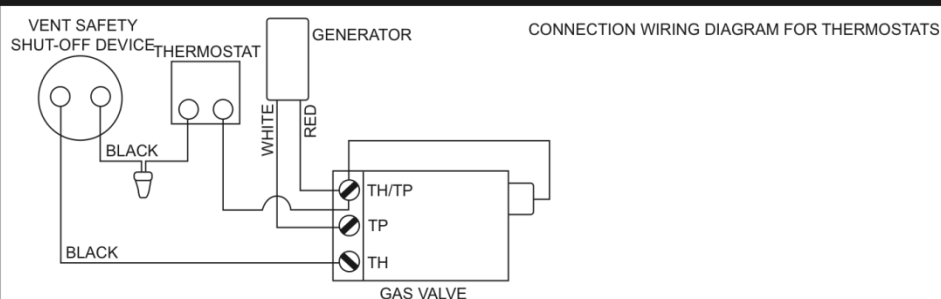 CONNECTION WIRING DIAGRAM FOR THERMOSTATS
VENT SAFETY
SHUT-OFF DEVICE
THERMOSTAT
GENERATOR
WHITE
RED
BLACK
TH/TP
TP
BLACK
TH
GAS VALVE